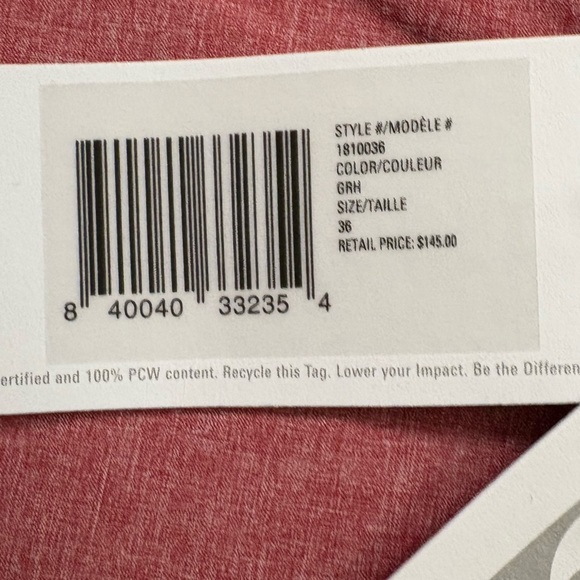 STYLE #/MODÈLE #
1810036
COLOR/COULEUR
GRH
SIZE/TAILLE
36
RETAIL PRICE: $145.00
8 40040 33235 4
ertified and 100% PCW content. Recycle this Tag. Lower your Impact. Be the Differen